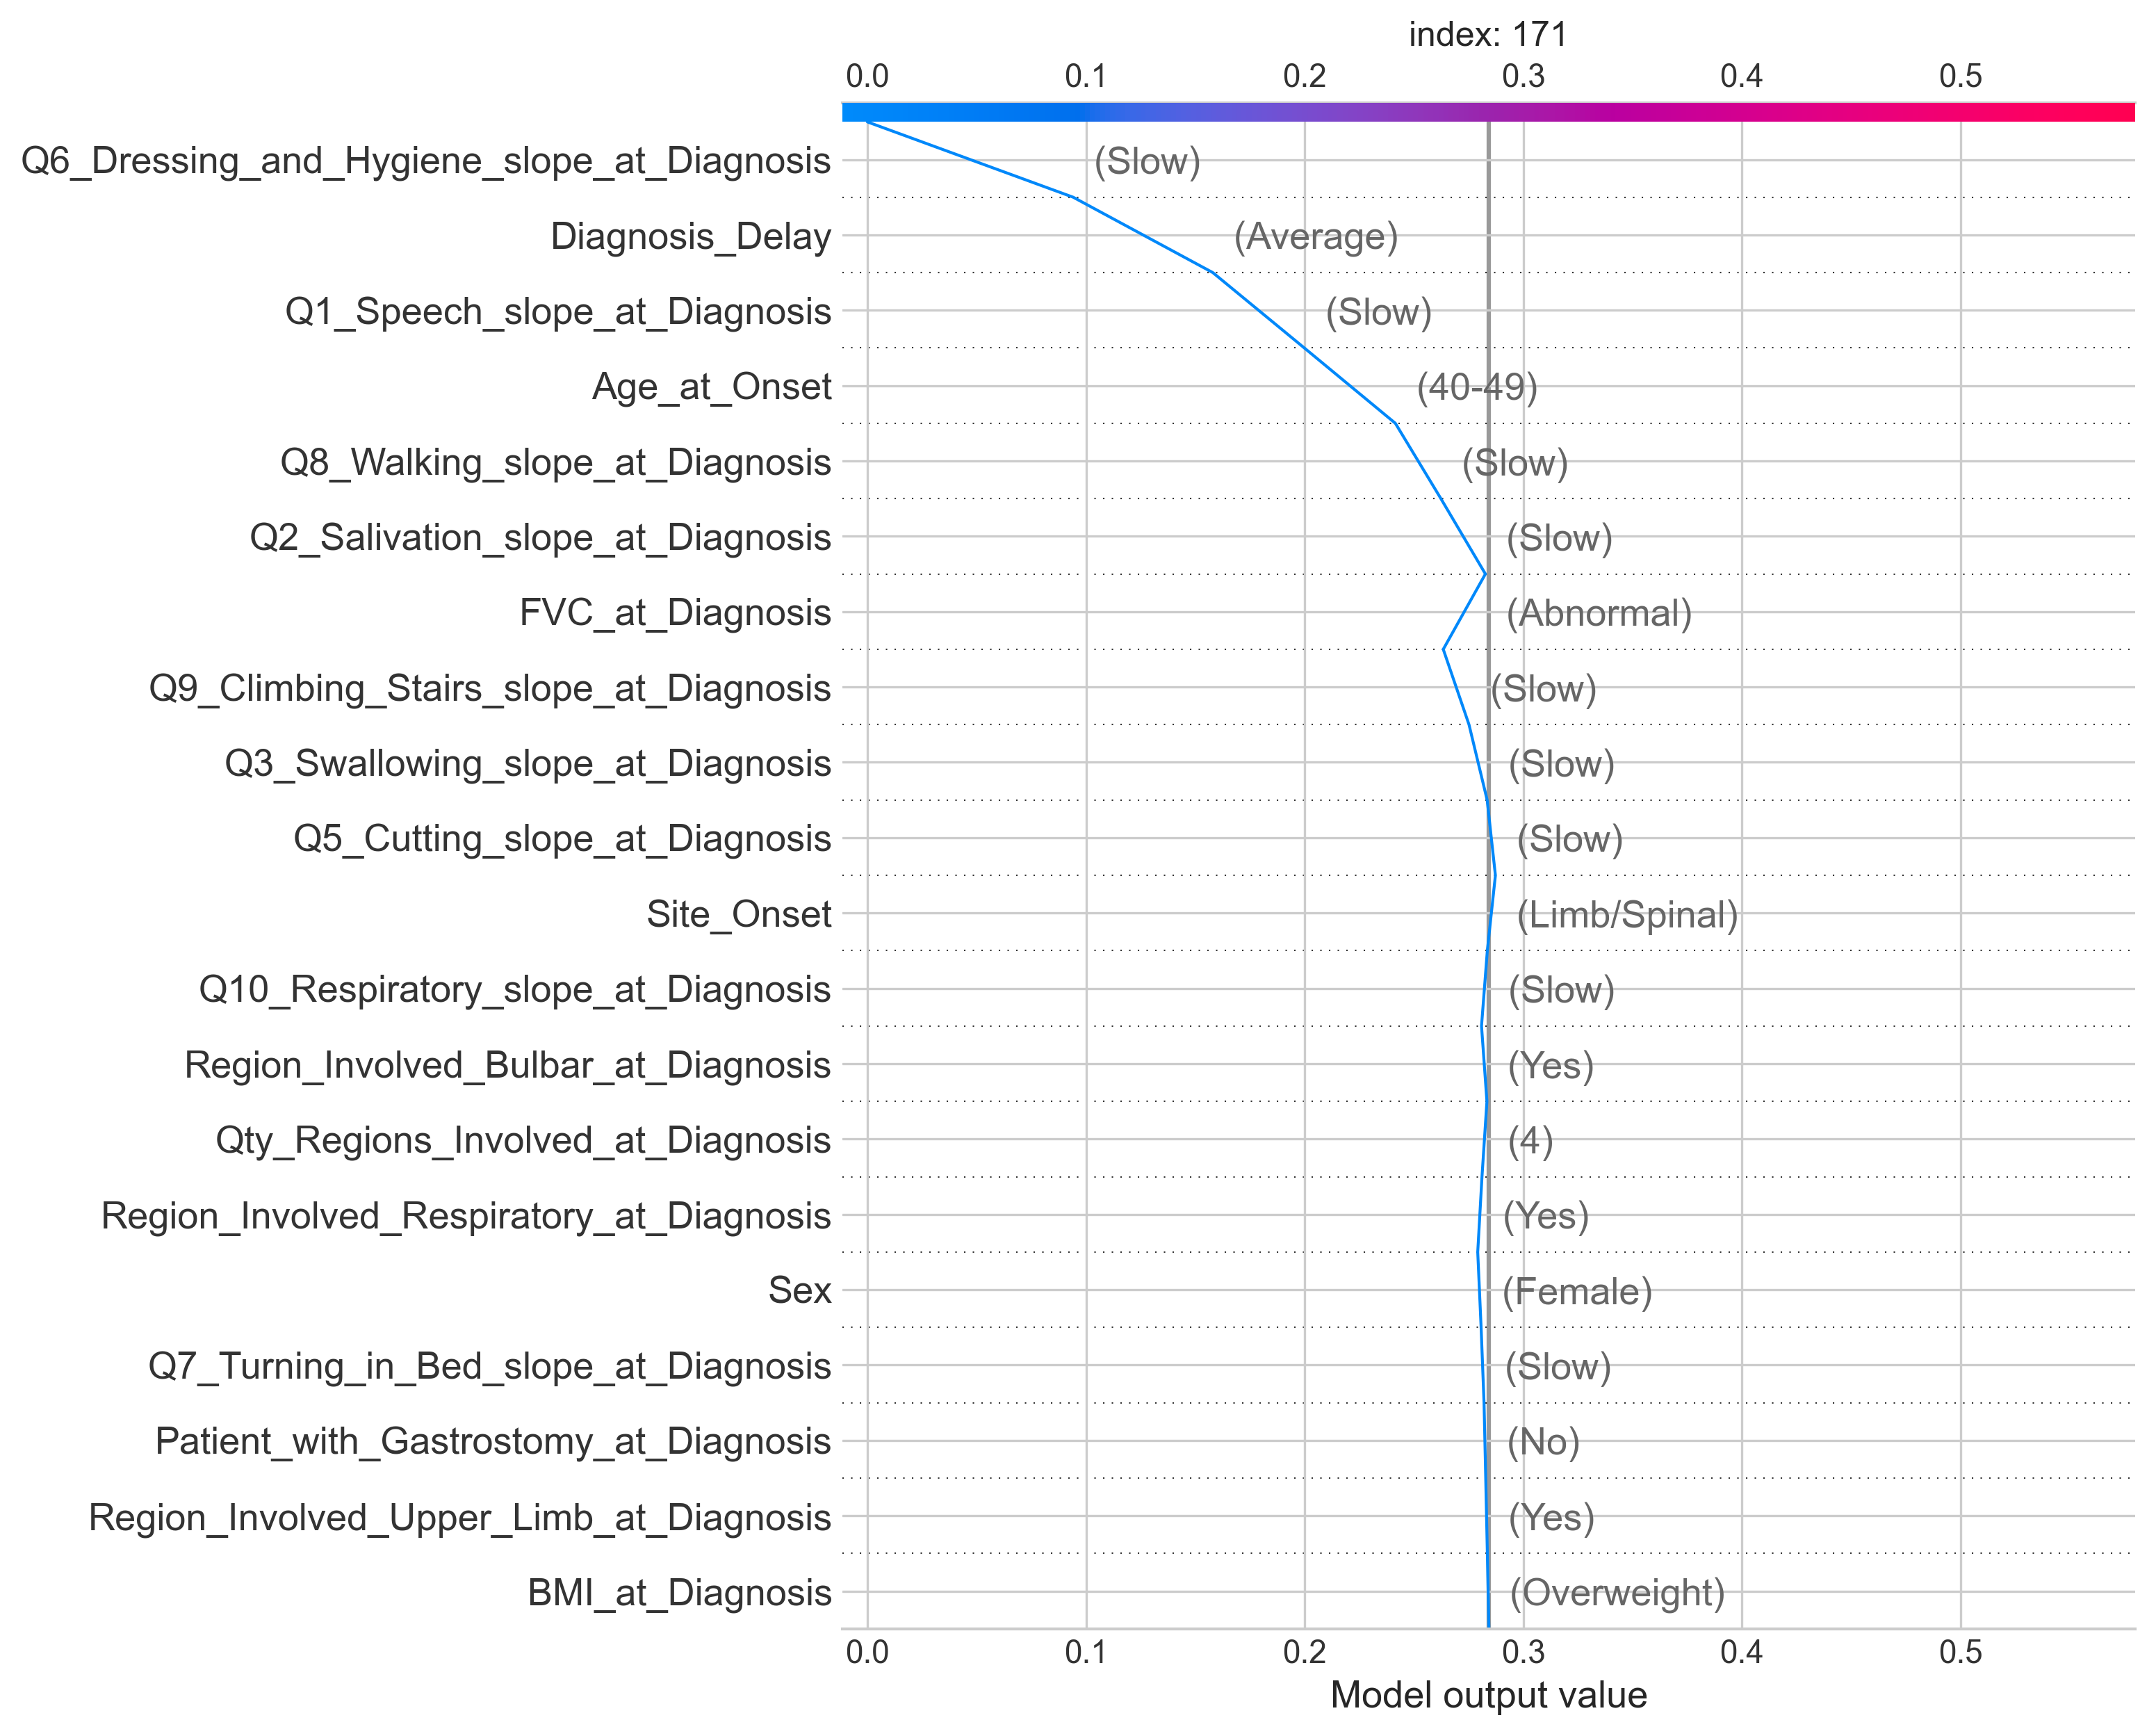 index: 171
0.0 0.1 0.2 0.3 0.4 0.5
Q6_Dressing_and_Hygiene_slope_at_Diagnosis (Slow)
Diagnosis_Delay (Average)
Q1_Speech_slope_at_Diagnosis (Slow)
Age_at_Onset (40-49)
Q8_Walking_slope_at_Diagnosis (Slow)
Q2_Salivation_slope_at_Diagnosis (Slow)
FVC_at_Diagnosis (Abnormal)
Q9_Climbing_Stairs_slope_at_Diagnosis (Slow)
Q3_Swallowing_slope_at_Diagnosis (Slow)
Q5_Cutting_slope_at_Diagnosis (Slow)
Site_Onset (Limb/Spinal)
Q10_Respiratory_slope_at_Diagnosis (Slow)
Region_Involved_Bulbar_at_Diagnosis (Yes)
Qty_Regions_Involved_at_Diagnosis (4)
Region_Involved_Respiratory_at_Diagnosis (Yes)
Sex (Female)
Q7_Turning_in_Bed_slope_at_Diagnosis (Slow)
Patient_with_Gastrostomy_at_Diagnosis (No)
Region_Involved_Upper_Limb_at_Diagnosis (Yes)
BMI_at_Diagnosis (Overweight)
0.0 0.1 0.2 0.3 0.4 0.5
Model output value